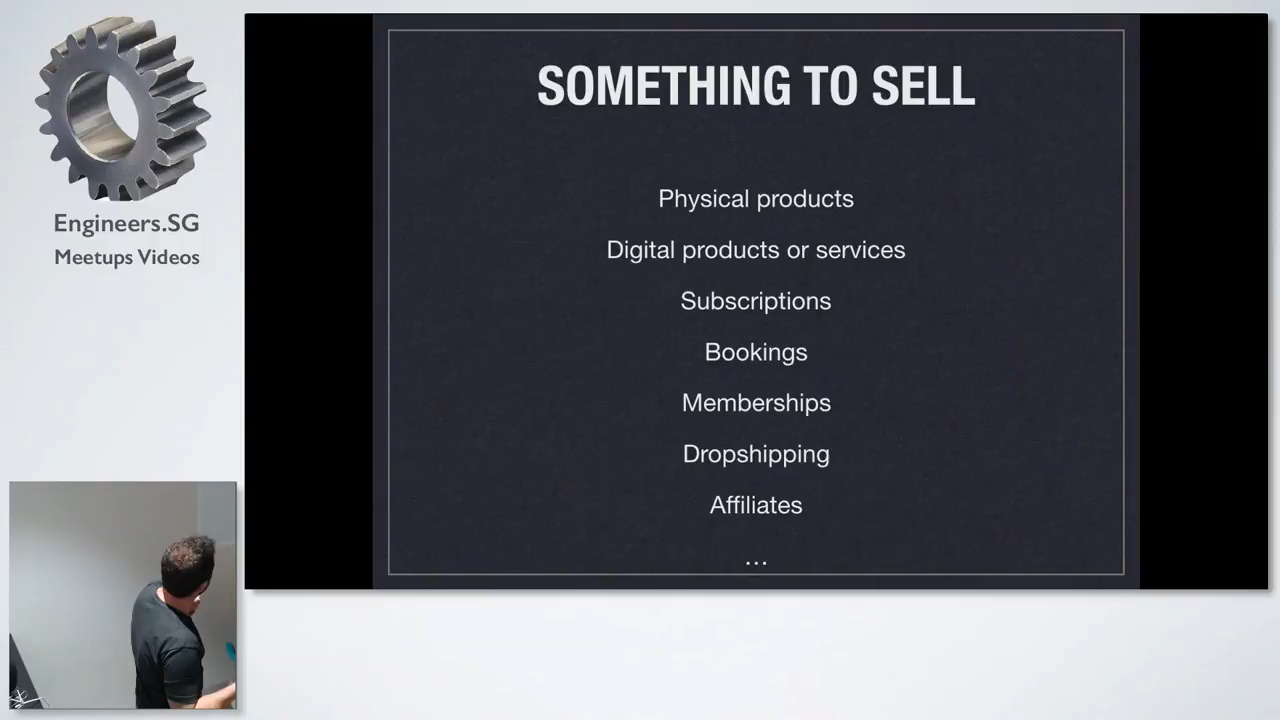 Engineers.SG
Meetups Videos
SOMETHING TO SELL
Physical products
Digital products or services
Subscriptions
Bookings
Memberships
Dropshipping
Affiliates
...